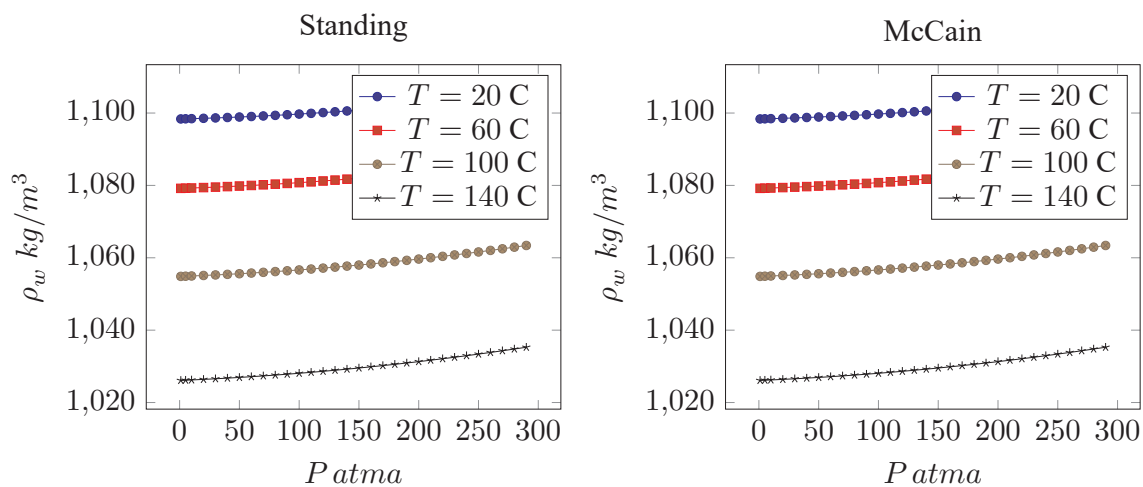 Standing
1,100
1,080
1,060
1,040
1,020
0 50 100 150 200 250 300
ρw kg/m³
P atma
T = 20 C
T = 60 C
T = 100 C
T = 140 C
McCain
1,100
1,080
1,060
1,040
1,020
0 50 100 150 200 250 300
ρw kg/m³
P atma
T = 20 C
T = 60 C
T = 100 C
T = 140 C